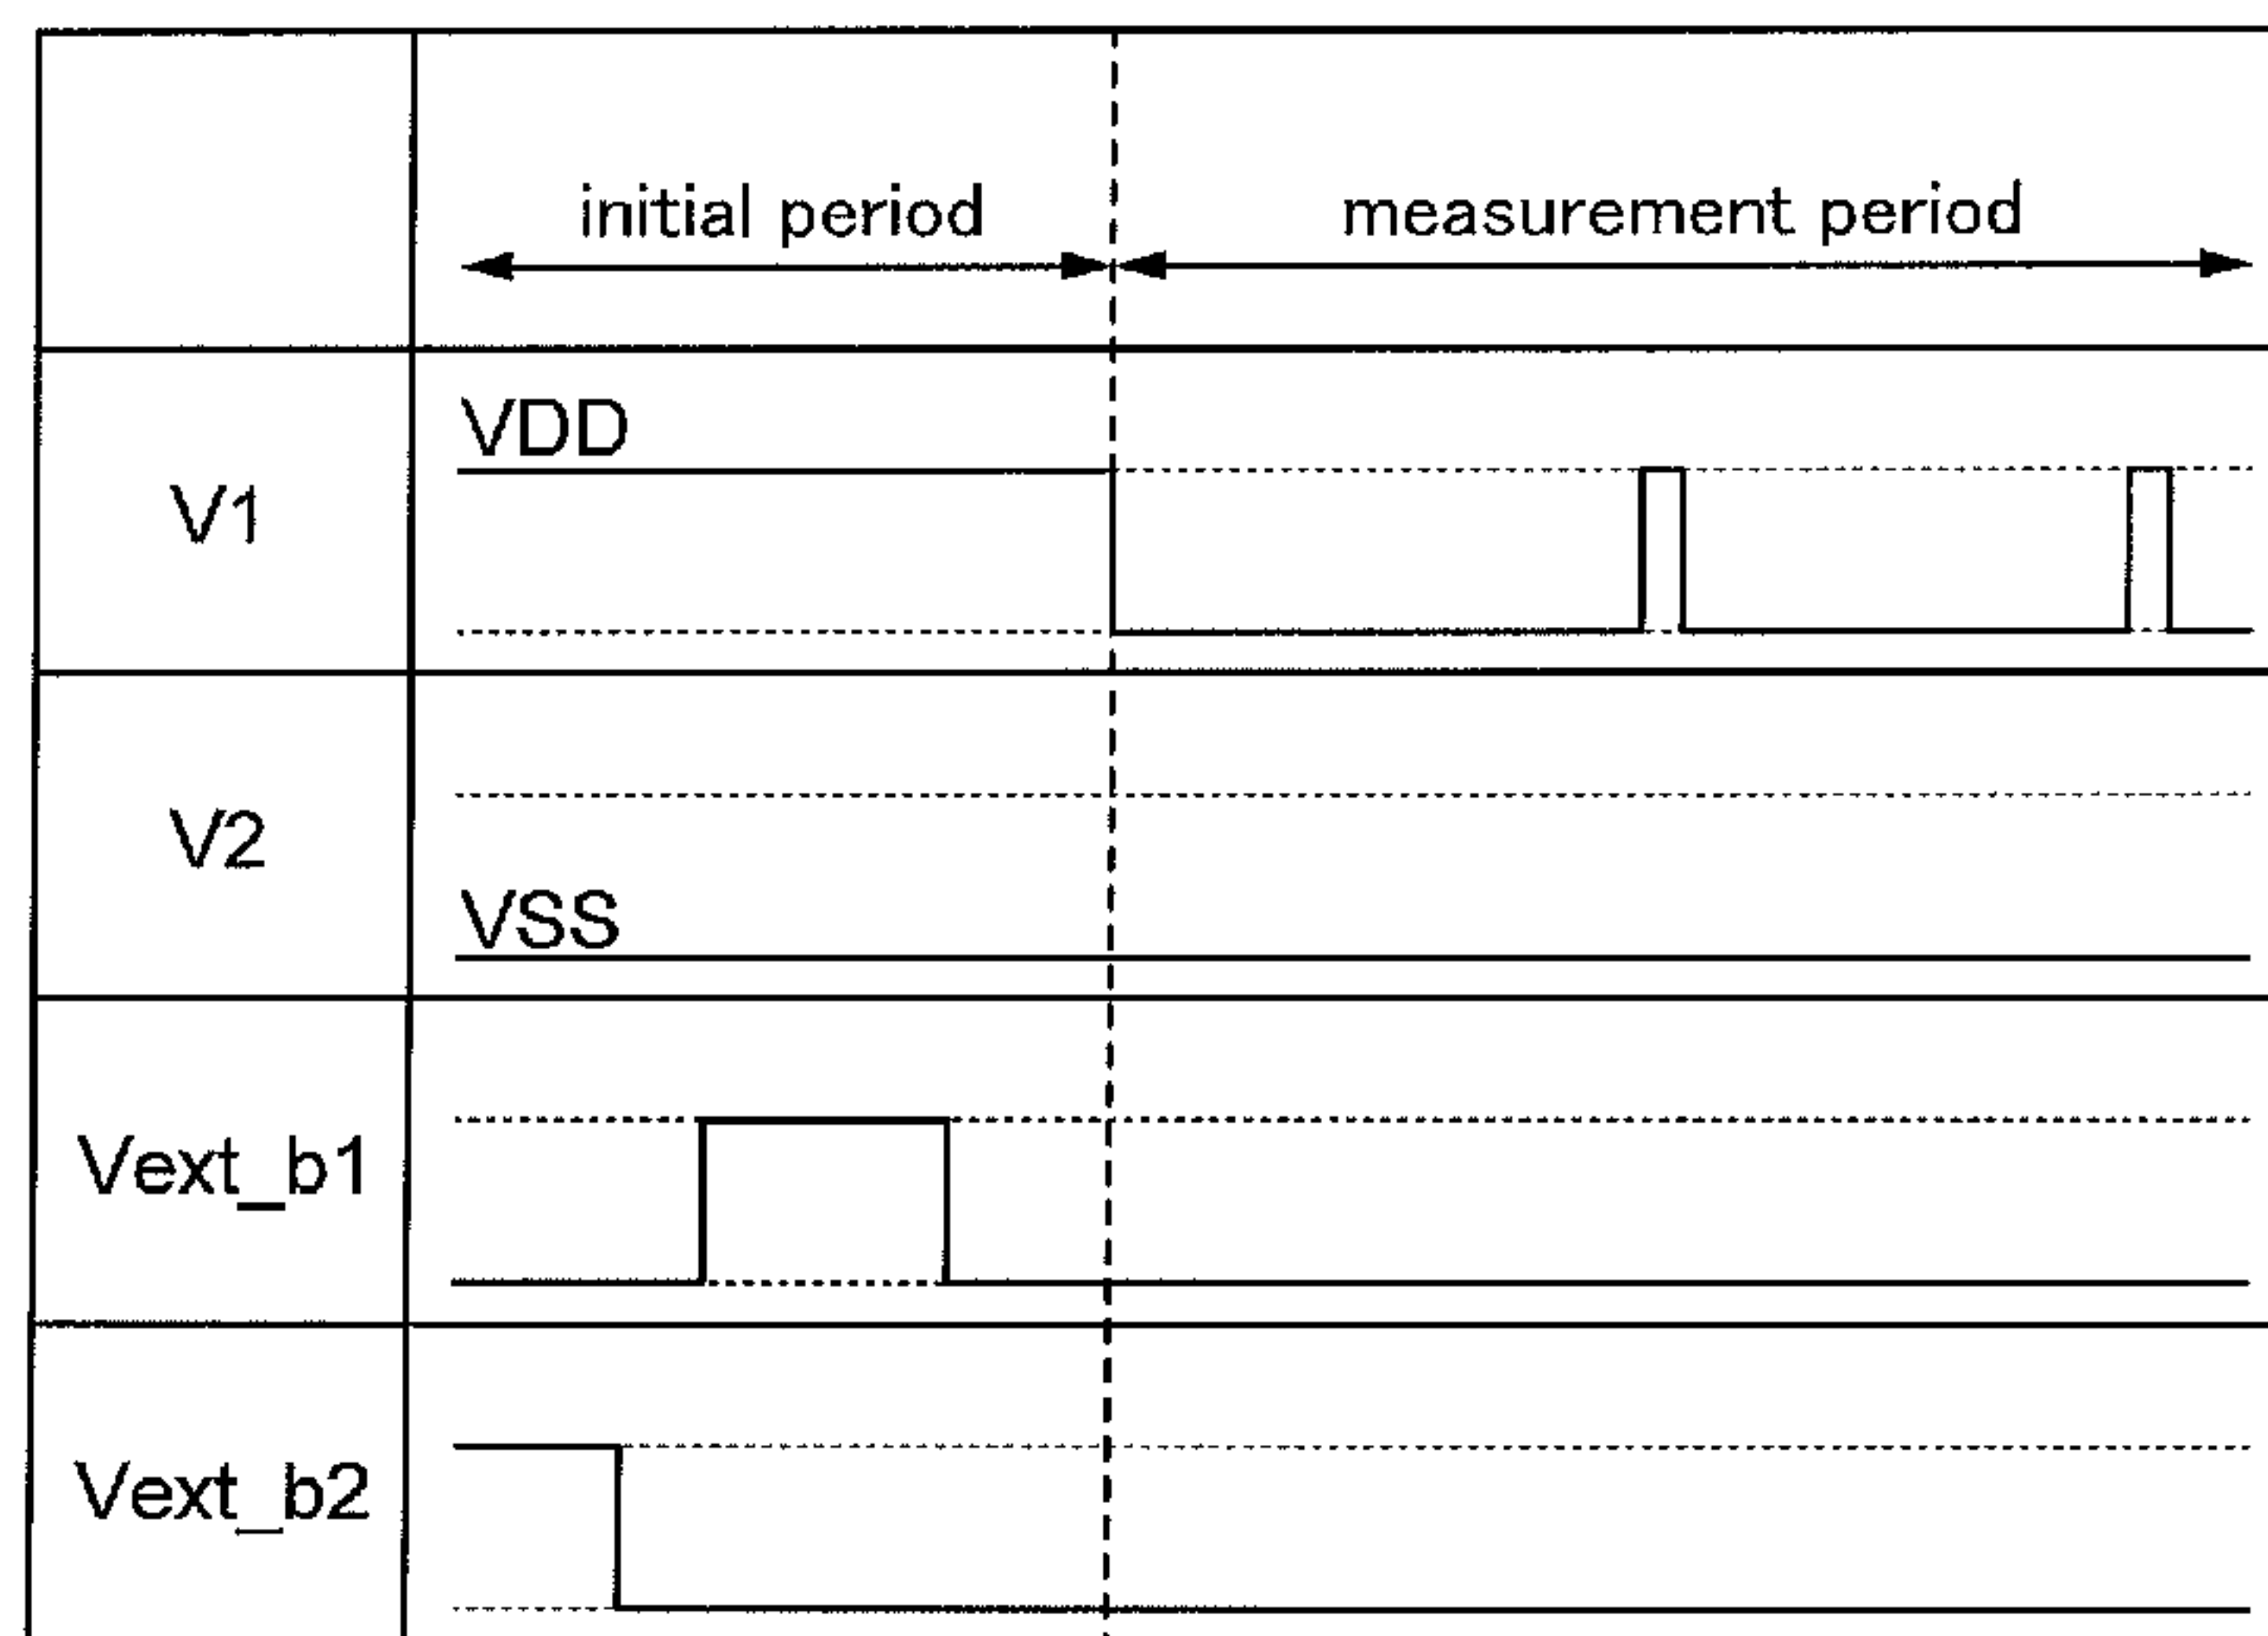 initial period
measurement period
VDD
V1
V2
VSS
Vext_b1
Vext_b2